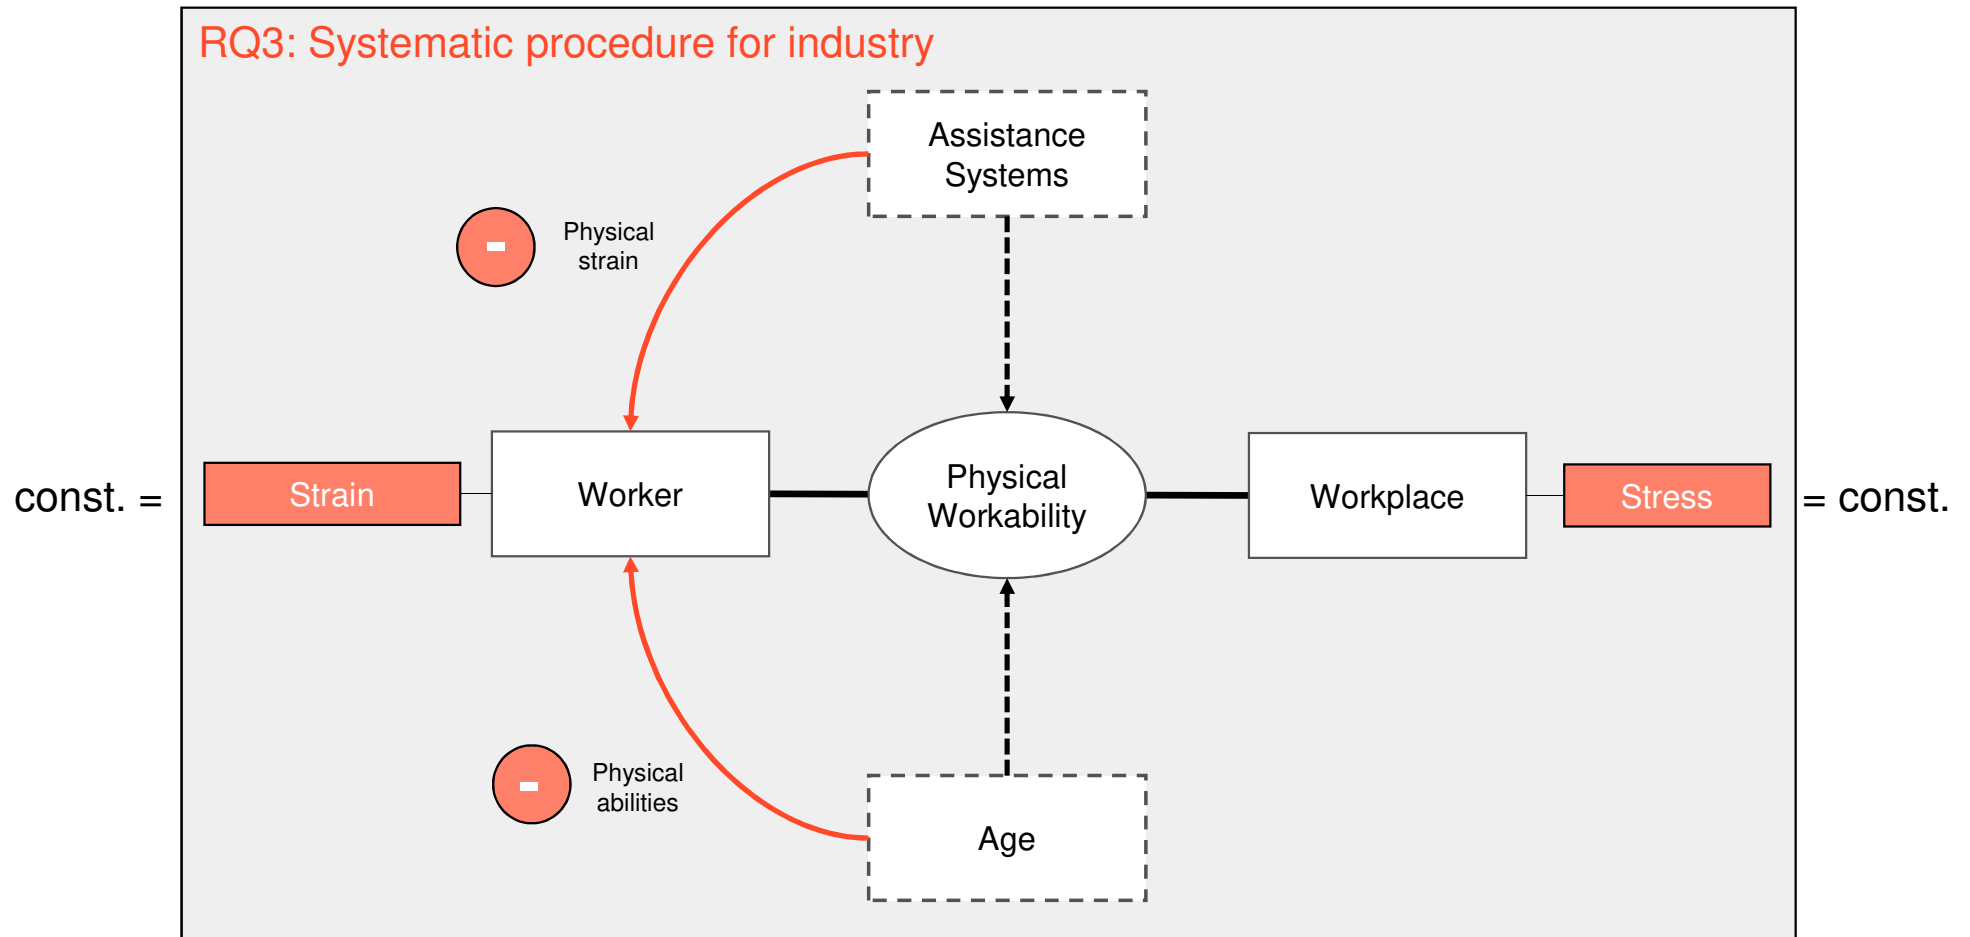 RQ3: Systematic procedure for industry
Assistance
Systems
-
Physical
strain
const. =
Strain
Worker
Physical
Workability
Workplace
Stress
= const.
-
Physical
abilities
Age